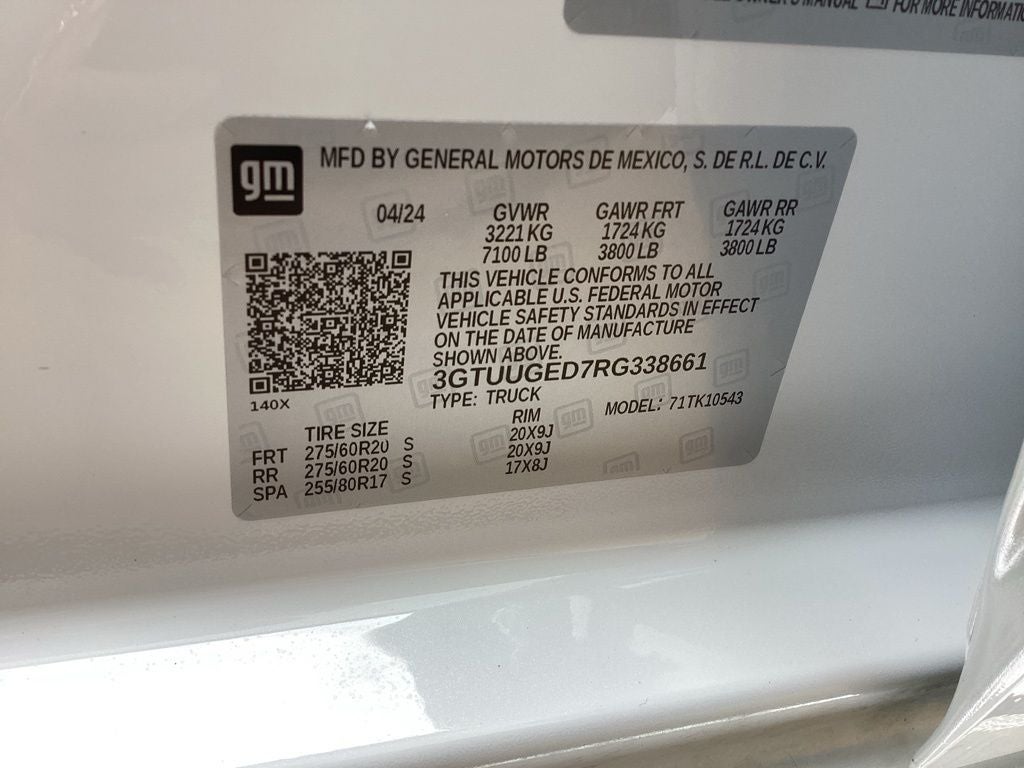 OWNER'S MANUAL FOR MORE INFORMATION
gm
MFD BY GENERAL MOTORS DE MEXICO, S. DE R.L. DE C.V.
04/24 GVWR GAWR FRT GAWR RR
3221 KG 1724 KG 1724 KG
7100 LB 3800 LB 3800 LB
THIS VEHICLE CONFORMS TO ALL
APPLICABLE U.S. FEDERAL MOTOR
VEHICLE SAFETY STANDARDS IN EFFECT
ON THE DATE OF MANUFACTURE
SHOWN ABOVE.
3GTUUGED7RG338661
140X
TYPE: TRUCK MODEL: 71TK10543
TIRE SIZE RIM
FRT 275/60R20 S 20X9J
RR 275/60R20 S 20X9J
SPA 255/80R17 S 17X8J